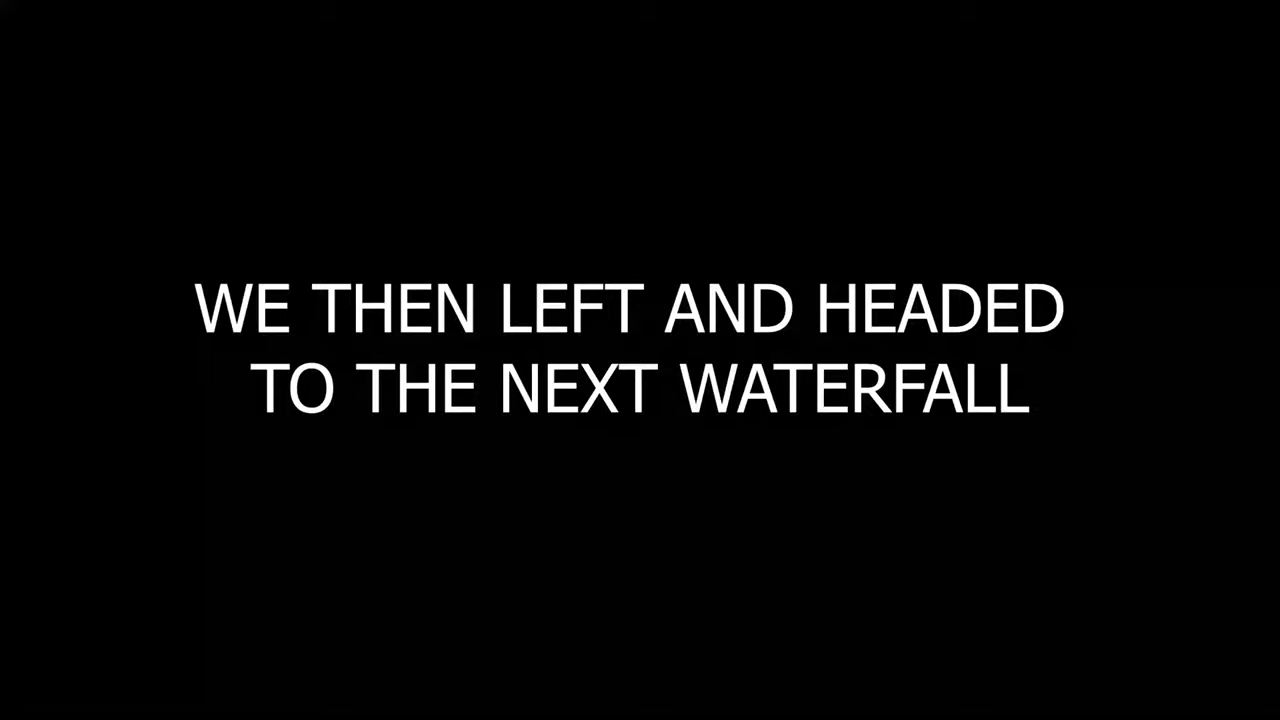 WE THEN LEFT AND HEADED
TO THE NEXT WATERFALL